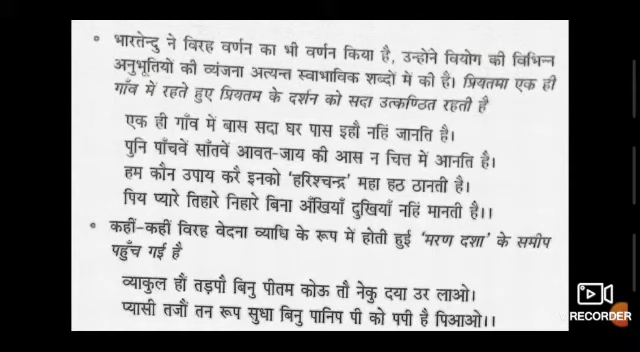 • भारतेन्दु ने विरह वर्णन का भी वर्णन किया है, उन्होंने वियोग की विभिन्न
अनुभूतियो की व्यंजना अत्यन्त स्वाभाविक शब्दों में की है। प्रियतमा एक ही
गाँव में रहते हुए प्रियतम के दर्शन को सदा उत्कण्ठित रहती है
एक ही गाँव में बास सदा घर पास इहौ नहिं जानति है।
पुनि पाँचवें साँतवें आवत-जाय की आस न चित्त में आनति है।
हम कौन उपाय करै इनको 'हरिश्चन्द्र' महा हठ ठानती है।
पिय प्यारे तिहारे निहारे बिना अँखियाँ दुखियाँ नहिं मानती है।।
• कहीं-कहीं विरह वेदना व्याधि के रूप में होती हुई 'मरण दशा' के समीप
पहुँच गई है
व्याकुल हौं तड़पौ बिनु पीतम कोऊ तौ नेकु दया उर लाओ।
प्यासी तजौं तन रूप सुधा बिनु पानिप पी को पपी है पिआओ।।
RECORDER